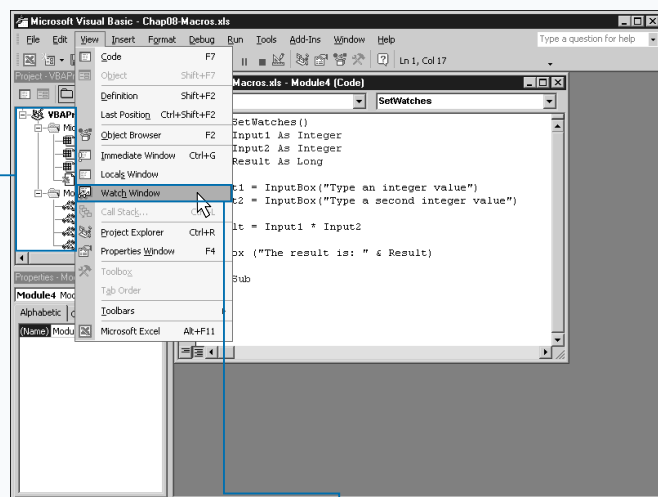 Microsoft Visual Basic - Chap08-Macros.xls
File Edit View Insert Format Debug Run Tools Add-Ins Window Help
Type a question for help
Ln 1, Col 17
Project - VBAPr
VBAPr
Mic
Mo
Code F7
Object Shift+F7
Definition Shift+F2
Last Position Ctrl+Shift+F2
Object Browser F2
Immediate Window Ctrl+G
Locals Window
Watch Window
Call Stack...
Project Explorer Ctrl+R
Properties Window F4
Toolbox
Tab Order
Toolbars
Microsoft Excel Alt+F11
Macros.xls - Module4 (Code)
SetWatches
SetWatches()
Input1 As Integer
Input2 As Integer
Result As Long
t1 = InputBox("Type an integer value")
t2 = InputBox("Type a second integer value")
lt = Input1 * Input2
ox ("The result is: " & Result)
Sub
Properties - Mo
Module4 Mod
Alphabetic
(Name) Modu